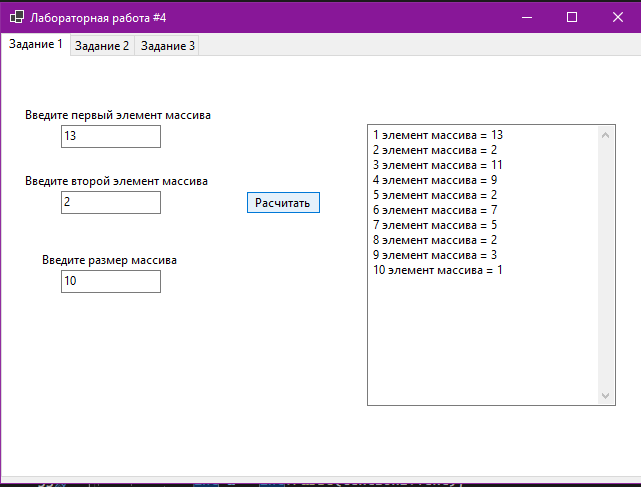 Лабораторная работа #4
Задание 1 Задание 2 Задание 3
Введите первый элемент массива
13
Введите второй элемент массива
2
Расчитать
Введите размер массива
10
1 элемент массива = 13
2 элемент массива = 2
3 элемент массива = 11
4 элемент массива = 9
5 элемент массива = 2
6 элемент массива = 7
7 элемент массива = 5
8 элемент массива = 2
9 элемент массива = 3
10 элемент массива = 1